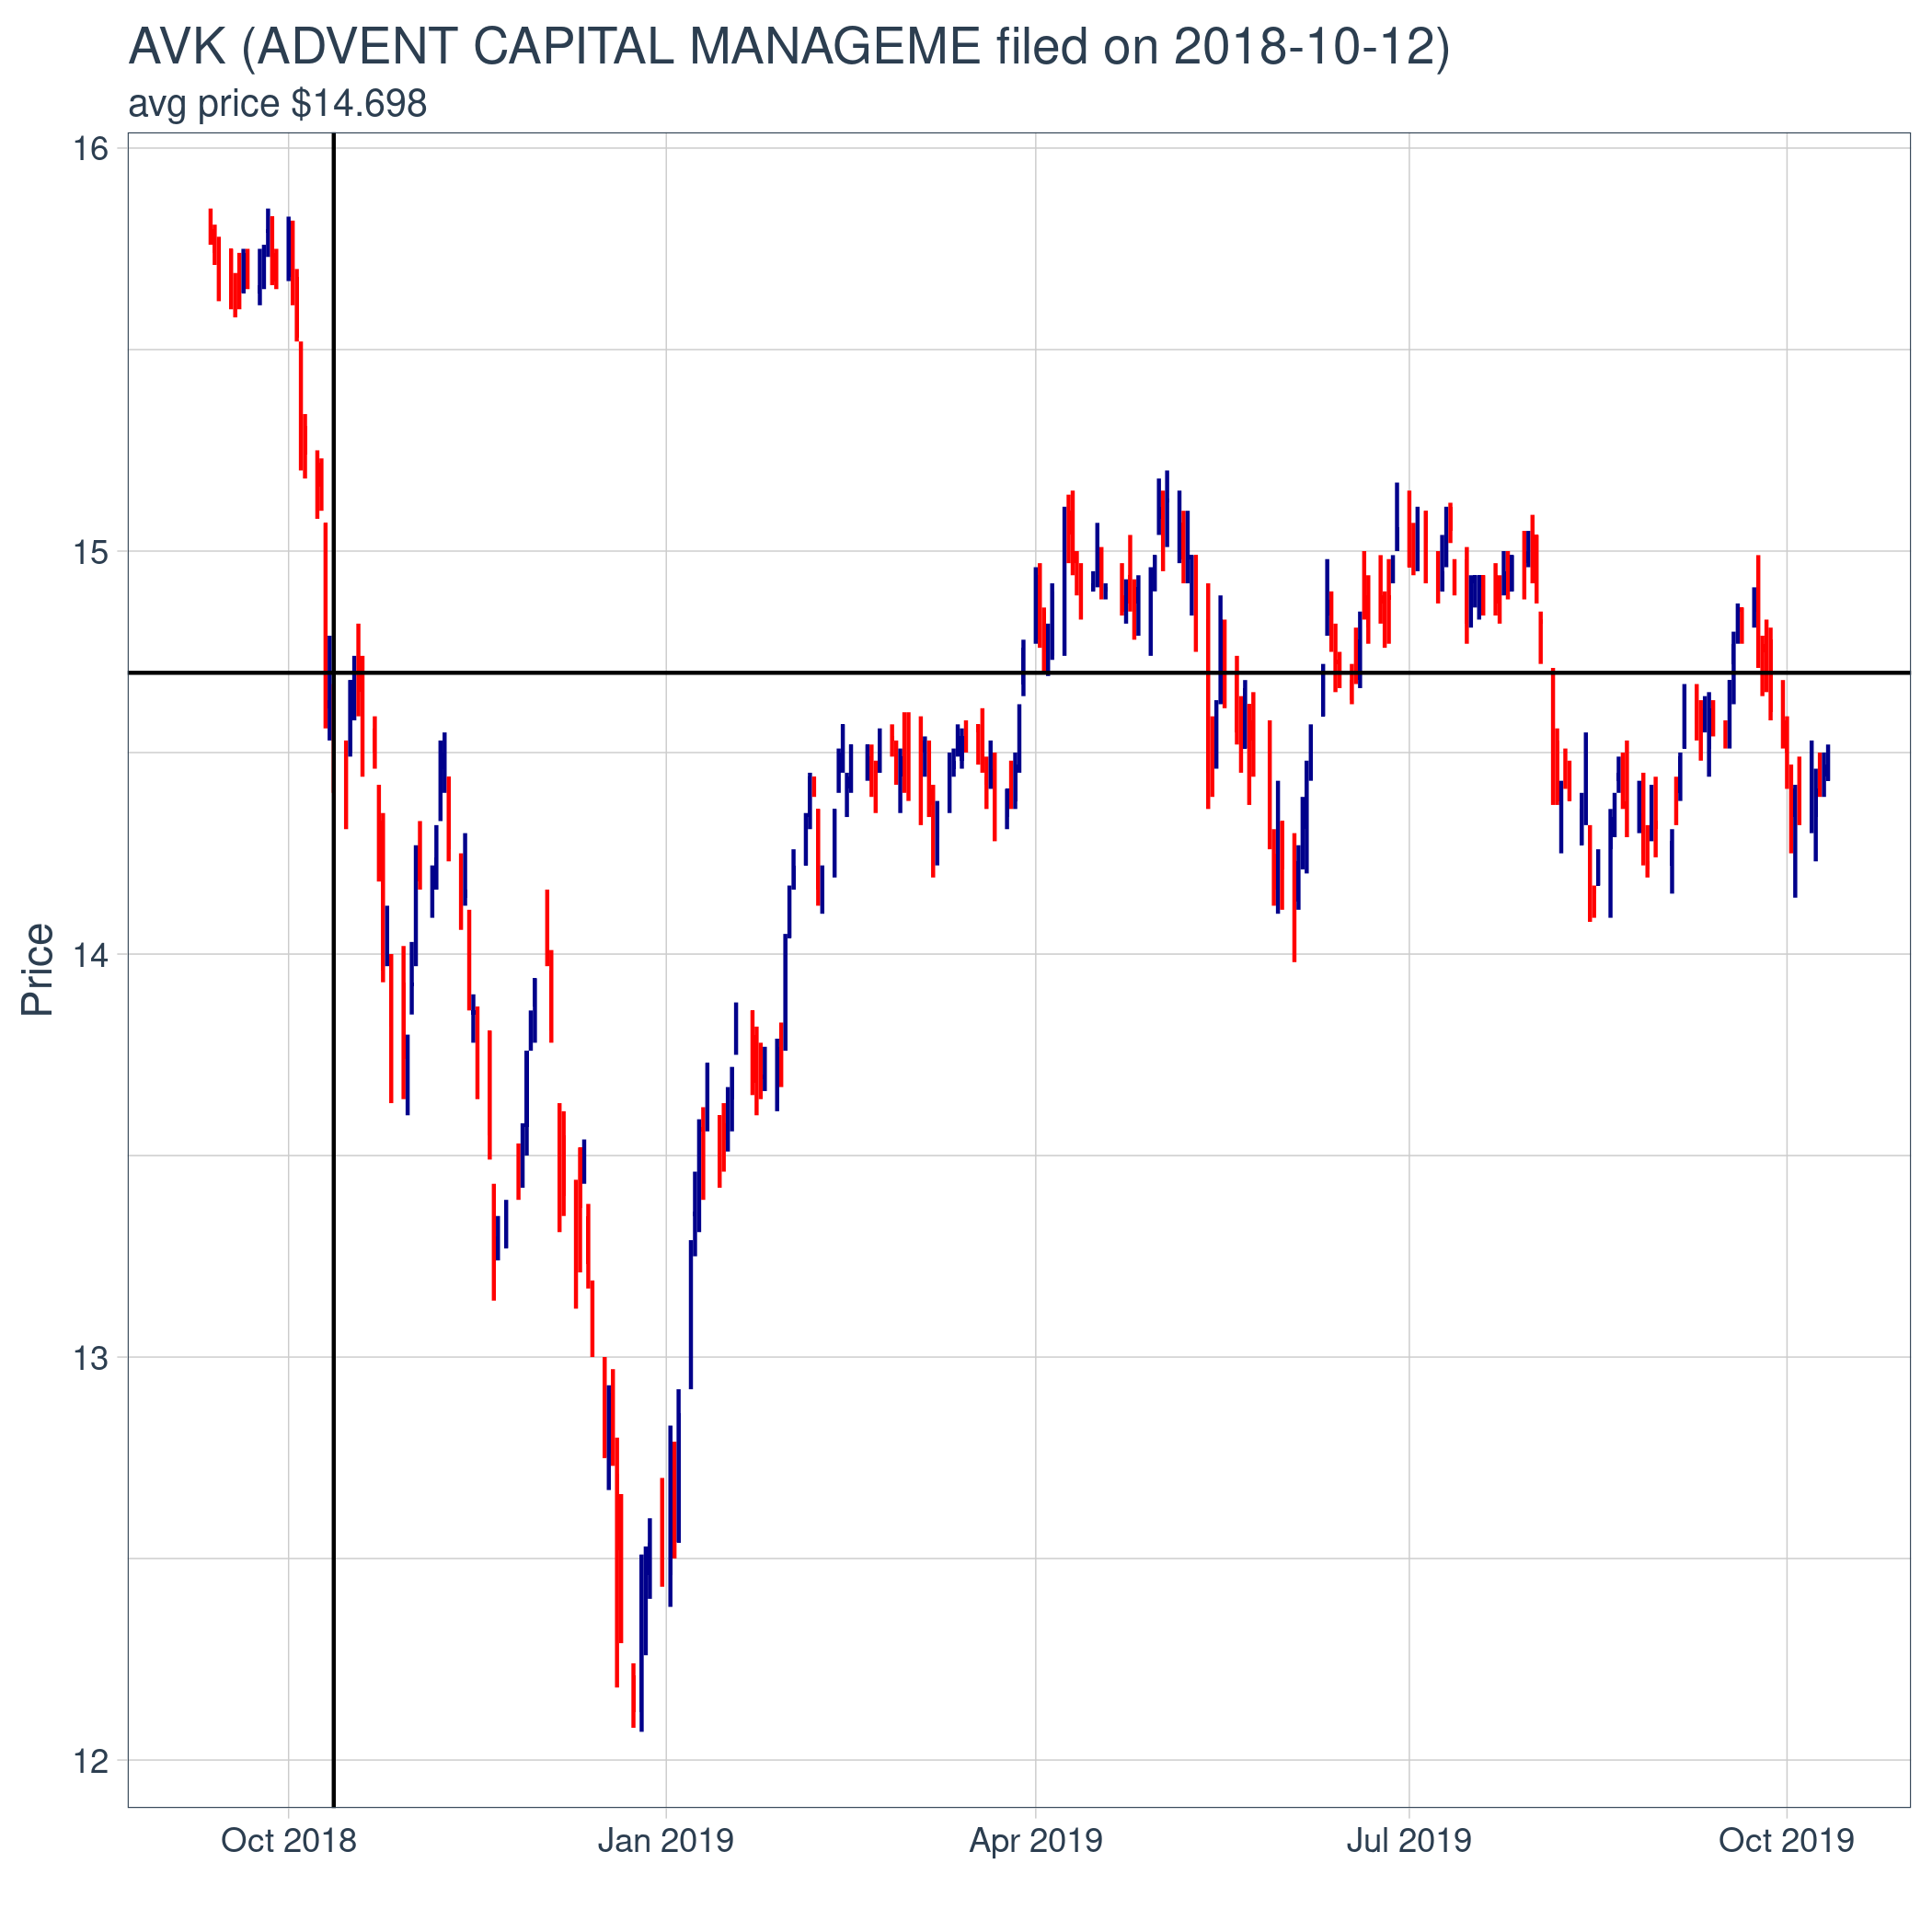 AVK (ADVENT CAPITAL MANAGEME filed on 2018-10-12)
avg price $14.698
16
15
14
13
12
Price
Oct 2018
Jan 2019
Apr 2019
Jul 2019
Oct 2019